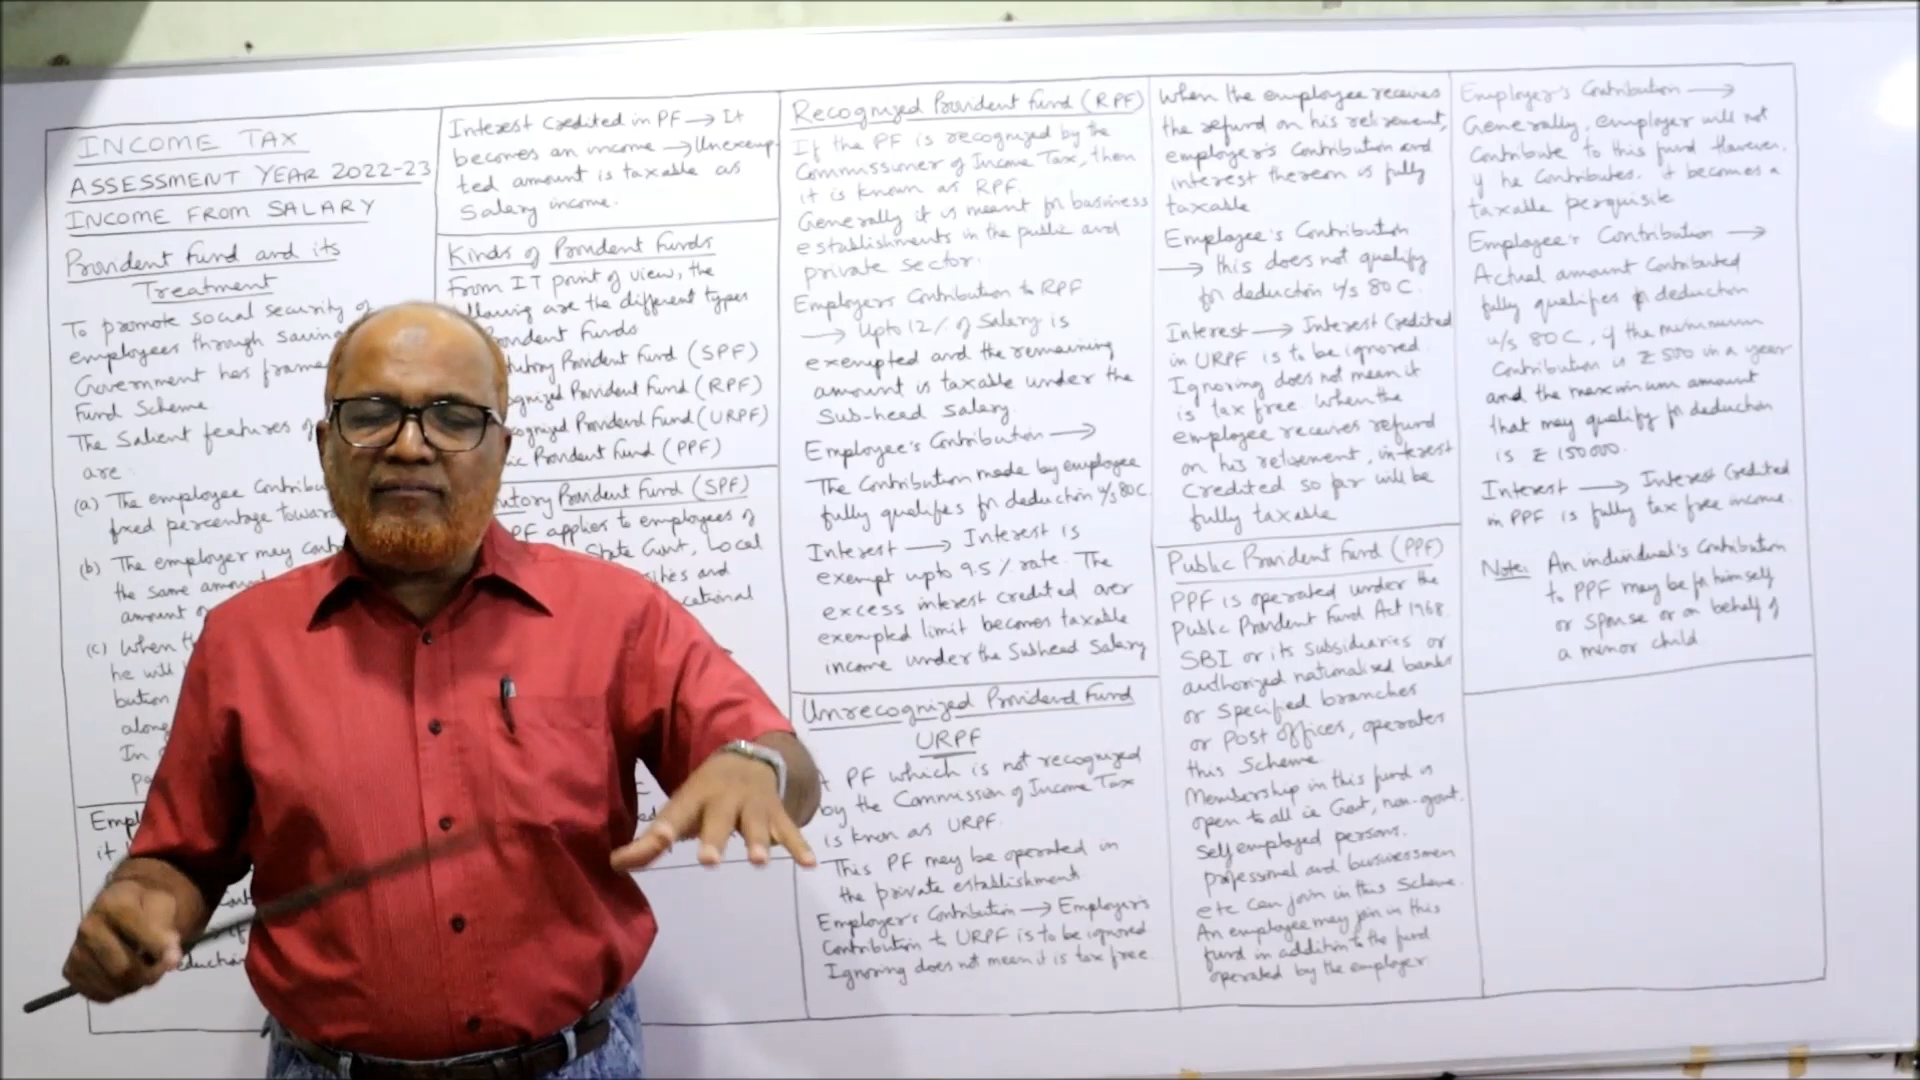 INCOME TAX
ASSESSMENT YEAR 2022-23
INCOME FROM SALARY
Provident Fund and its
Treatment
To promote social security of
employees through
Government has
Fund Scheme
The Salient features of
are:
(a) The employee
fixed percentage
(b) The employer may
the same
amount
(c) When
he will
bution
alone
In
Interest credited in PF → It
becomes an income → Unexemp-
ted amount is taxable as
Salary income.
Kinds of Provident Funds
From IT point of view, the
are the different types
Funds
Provident Fund (SPF)
Provident Fund (RPF)
Provident Fund (URPF)
Provident Fund (PPF)
Provident Fund (SPF)
applies to employees of
State Govt, Local
and
Recognized Provident Fund (RPF)
If the PF is recognized by the
Commissioner of Income Tax, then
it is known as RPF.
Generally it is meant for business
establishments in the public and
private sector.
Employers Contribution to RPF
→ Upto 12% of Salary is
exempted and the remaining
amount is taxable under the
Sub-head Salary.
Employee's Contribution →
The Contribution made by employee
fully qualifies for deduction u/s 80C
Interest → Interest is
exempt upto 9.5% rate. The
excess interest credited over
exempted limit becomes taxable
income under the Subhead Salary
Unrecognized Provident Fund
URPF
PF which is not recognized
by the Commission of Income Tax
is known as URPF.
This PF may be operated in
the private establishment.
Employer's Contribution → Employer's
Contribution to URPF is to be ignored
Ignoring does not mean it is tax free
When the employee receives
the refund on his retirement,
employer's Contribution and
interest thereon is fully
taxable
Employee's Contribution
→ this does not qualify
for deduction u/s 80C.
Interest → Interest Credited
in URPF is to be ignored.
Ignoring does not mean it
is tax free. When the
employee receives refund
on his retirement, interest
credited so far will be
fully taxable
Public Provident Fund (PPF)
PPF is operated under the
Public Provident Fund Act 1968.
SBI or its subsidiaries or
authorized nationalised banks
or specified branches
or Post offices, operates
this Scheme.
Membership in this fund is
open to all ie Govt, non-govt.
self employed persons.
professional and businessmen
etc can join in this Scheme.
An employee may join in this
fund in addition to the fund
operated by the employer
Employer's Contribution →
Generally, employer will not
Contribute to this fund However,
if he Contributes, it becomes a
taxable perquisite
Employee's Contribution →
Actual amount Contributed
fully qualifies for deduction
u/s 80C, if the minimum
Contribution is ₹500 in a year
and the maximum amount
that may qualify for deduction
is ₹150000.
Interest → Interest Credited
in PPF is fully tax free income.
Note: An individual's Contribution
to PPF may be for himself
or spouse or on behalf of
a minor child